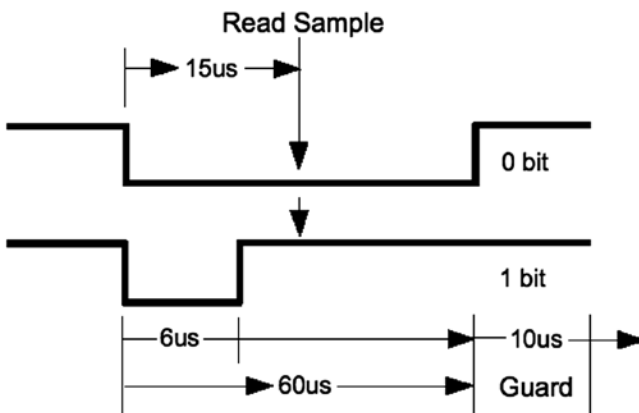 Read Sample
15us
0 bit
1 bit
6us
10us
60us
Guard